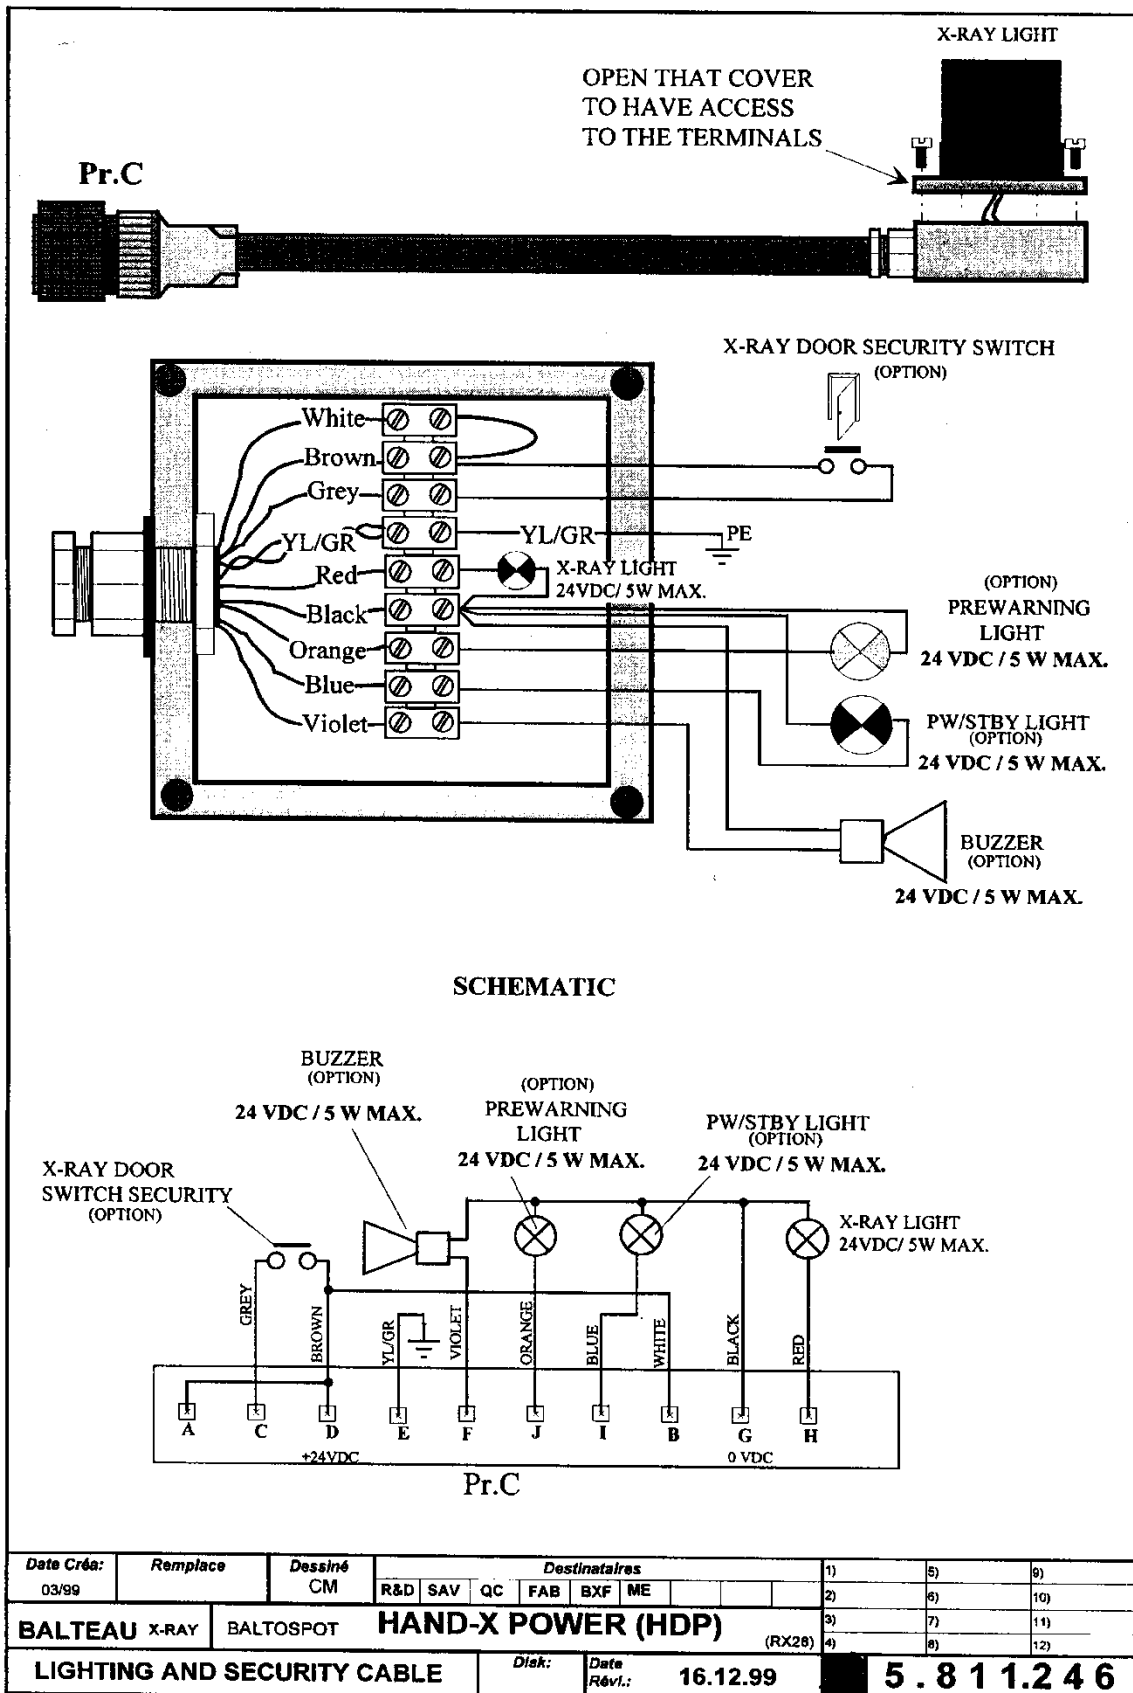 X-RAY LIGHT
OPEN THAT COVER
TO HAVE ACCESS
TO THE TERMINALS
Pr.C
X-RAY DOOR SECURITY SWITCH
(OPTION)
White
Brown
Grey
YL/GR
YL/GR
PE
Red
X-RAY LIGHT
24VDC/ 5W MAX.
Black
Orange
Blue
Violet
(OPTION)
PREWARNING
LIGHT
24 VDC / 5 W MAX.
PW/STBY LIGHT
(OPTION)
24 VDC / 5 W MAX.
BUZZER
(OPTION)
24 VDC / 5 W MAX.
SCHEMATIC
BUZZER
(OPTION)
24 VDC / 5 W MAX.
(OPTION)
PREWARNING
LIGHT
24 VDC / 5 W MAX.
PW/STBY LIGHT
(OPTION)
24 VDC / 5 W MAX.
X-RAY DOOR
SWITCH SECURITY
(OPTION)
X-RAY LIGHT
24VDC/ 5W MAX.
GREY
BROWN
YL/GR
VIOLET
ORANGE
BLUE
WHITE
BLACK
RED
A C D E F J I B G H
+24VDC
0 VDC
Pr.C
Date Créa:
03/99
Remplace
Dessiné
CM
Destinataires
R&D SAV QC FAB BXF ME
1) 5) 9)
2) 6) 10)
3) 7) 11)
4) 8) 12)
BALTEAU X-RAY
BALTOSPOT
HAND-X POWER (HDP)
(RX28)
LIGHTING AND SECURITY CABLE
Disk:
Date
Révi.:
16.12.99
5.811.246